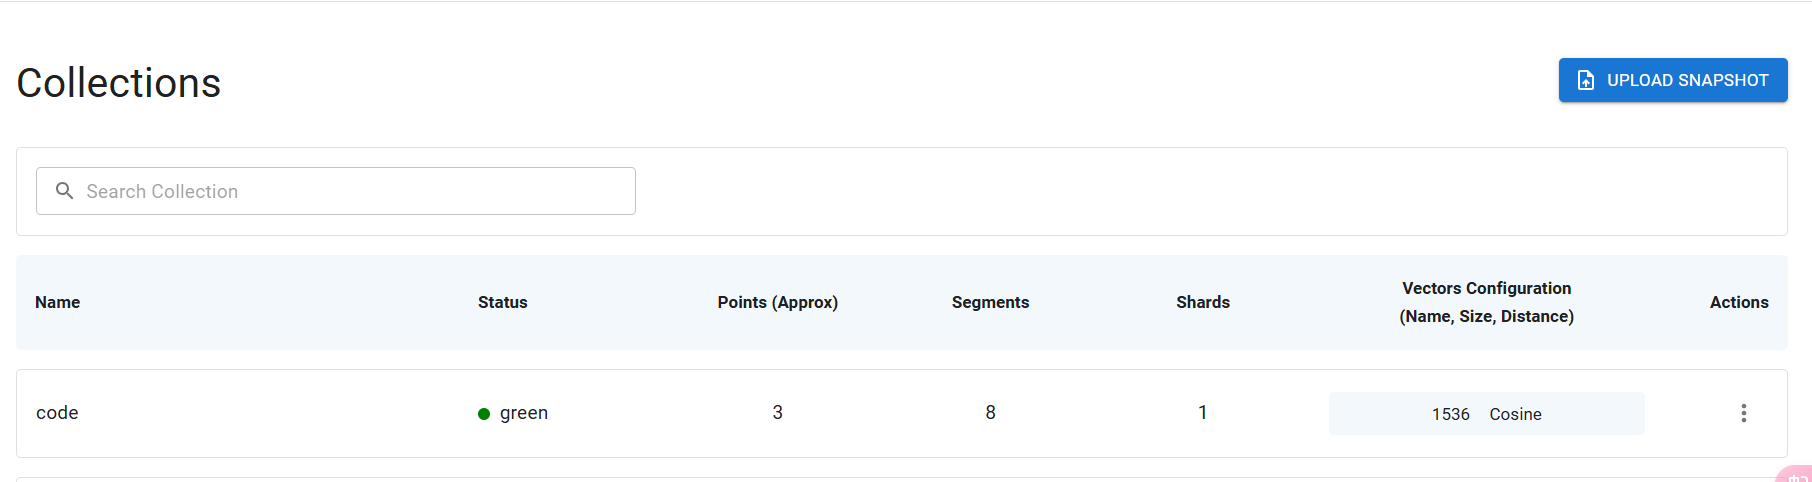 Collections
UPLOAD SNAPSHOT
Search Collection
Name Status Points (Approx) Segments Shards Vectors Configuration (Name, Size, Distance) Actions
code green 3 8 1 1536 Cosine